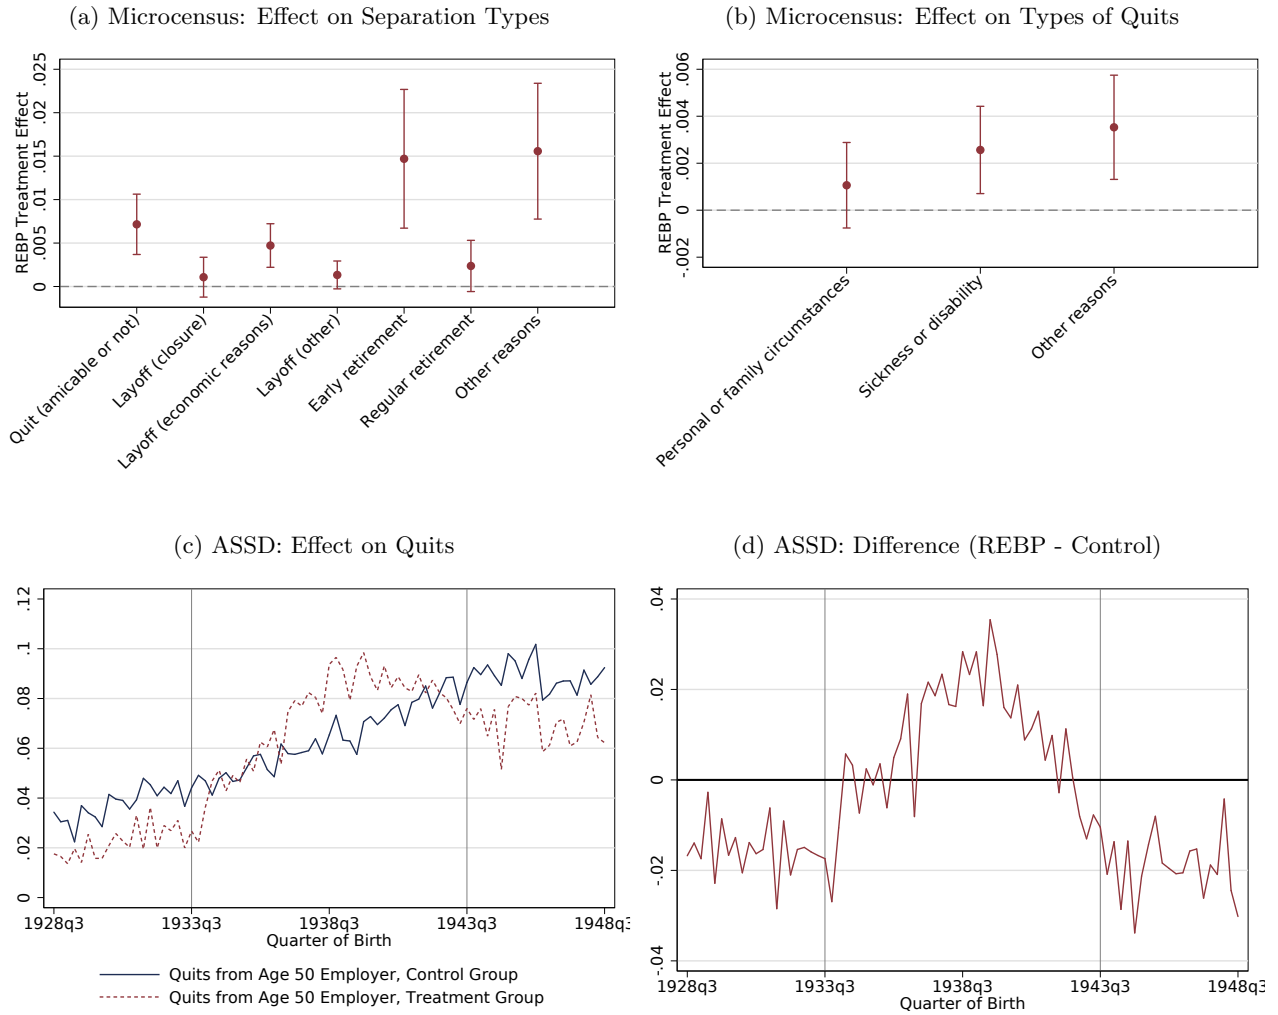 (a) Microcensus: Effect on Separation Types
(b) Microcensus: Effect on Types of Quits
REBP Treatment Effect
.025
.02
.015
.01
.005
0
Quit (amicable or not)
Layoff (closure)
Layoff (economic reasons)
Layoff (other)
Early retirement
Regular retirement
Other reasons
REBP Treatment Effect
.006
.004
.002
0
-.002
Personal or family circumstances
Sickness or disability
Other reasons
(c) ASSD: Effect on Quits
(d) ASSD: Difference (REBP - Control)
.12
.1
.08
.06
.04
.02
0
1928q3 1933q3 1938q3 1943q3 1948q3
Quarter of Birth
Quits from Age 50 Employer, Control Group
Quits from Age 50 Employer, Treatment Group
.04
.02
0
-.02
-.04
1928q3 1933q3 1938q3 1943q3 1948q3
Quarter of Birth